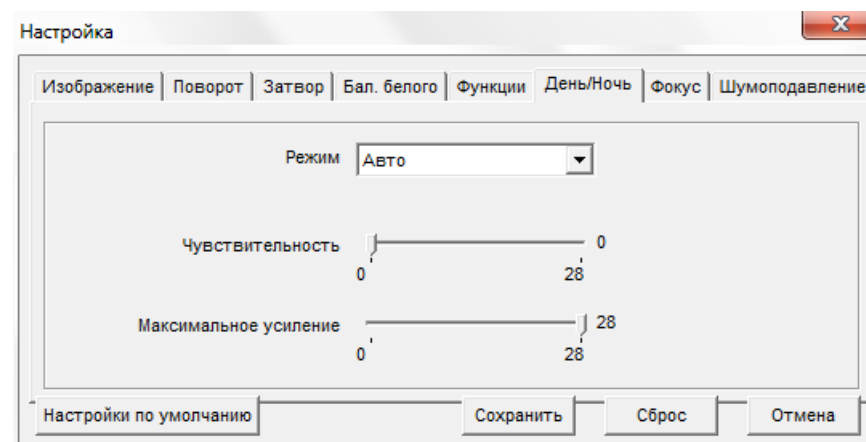 Настройка
Изображение Поворот Затвор Бал. белого Функции День/Ночь Фокус Шумоподавление
Режим Авто
Чувствительность 0
0 28
Максимальное усиление 28
0 28
Настройки по умолчанию Сохранить Сброс Отмена